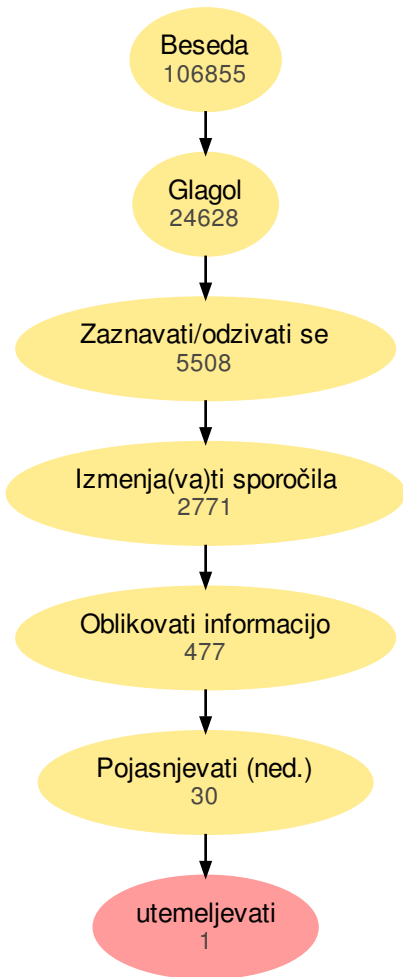 Beseda
106855
Glagol
24628
Zaznavati/odzivati se
5508
Izmenja(va)ti sporočila
2771
Oblikovati informacijo
477
Pojasnjevati (ned.)
30
utemeljevati
1